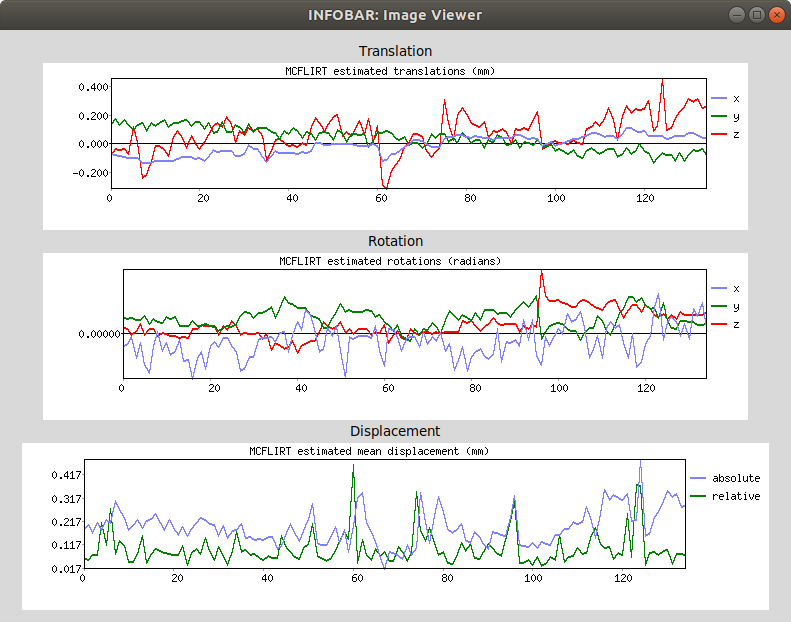 INFOBAR: Image Viewer
Translation
MCFLIRT estimated translations (mm)
0.400
0.200
0.000
-0.200
0 20 40 60 80 100 120
x
y
z
Rotation
MCFLIRT estimated rotations (radians)
0.00000
0 20 40 60 80 100 120
x
y
z
Displacement
MCFLIRT estimated mean displacement (mm)
0.417
0.317
0.217
0.117
0.017
0 20 40 60 80 100 120
absolute
relative